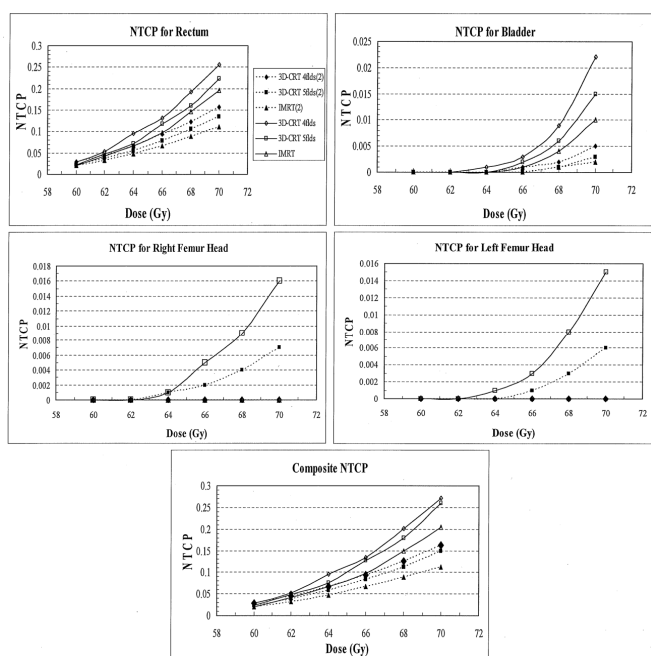 NTCP for Rectum
0.3
0.25
0.2
0.15
0.1
0.05
0
NTCP
58 60 62 64 66 68 70 72
Dose (Gy)
3D-CRT 4flds(2)
3D-CRT 5flds(2)
IMRT(2)
3D-CRT 4flds
3D-CRT 5flds
IMRT
NTCP for Bladder
0.025
0.02
0.015
0.01
0.005
0
NTCP
58 60 62 64 66 68 70 72
Dose (Gy)
NTCP for Right Femur Head
0.018
0.016
0.014
0.012
0.01
0.008
0.006
0.004
0.002
0
NTCP
58 60 62 64 66 68 70 72
Dose (Gy)
NTCP for Left Femur Head
0.016
0.014
0.012
0.01
0.008
0.006
0.004
0.002
0
NTCP
58 60 62 64 66 68 70 72
Dose (Gy)
Composite NTCP
0.3
0.25
0.2
0.15
0.1
0.05
0
NTCP
58 60 62 64 66 68 70 72
Dose (Gy)